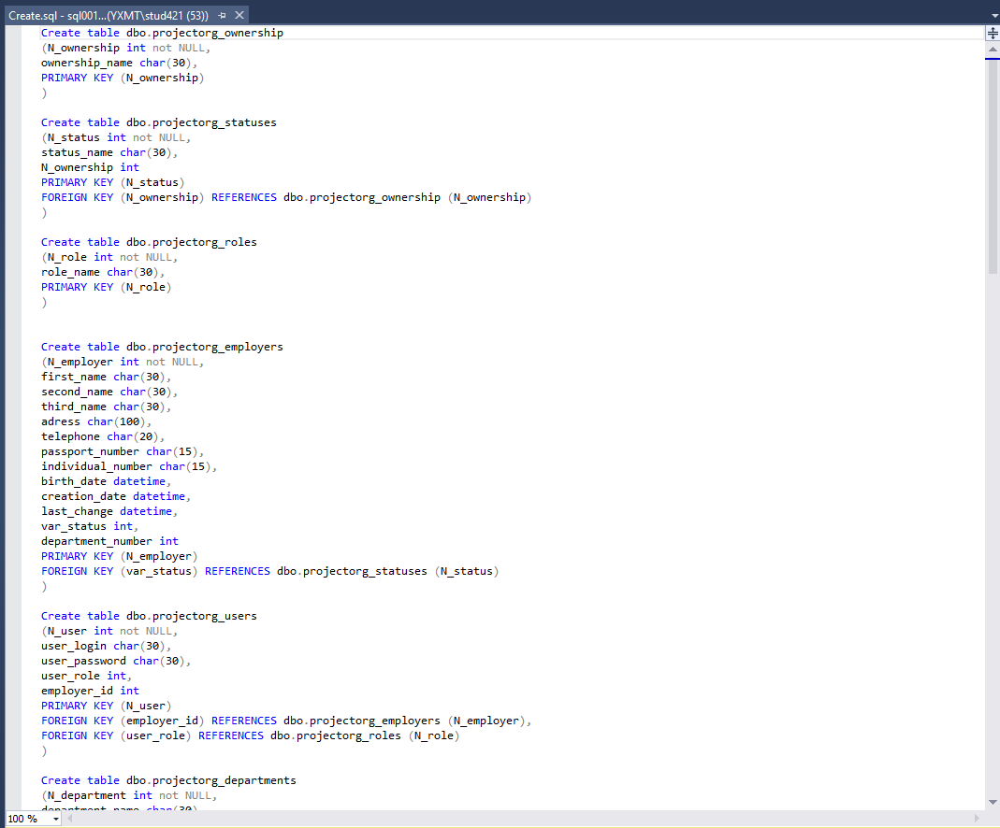 Create.sql - sql001...(YXMT\stud421 (53))
Create table dbo.projectorg_ownership
(N_ownership int not NULL,
ownership_name char(30),
PRIMARY KEY (N_ownership)
)
Create table dbo.projectorg_statuses
(N_status int not NULL,
status_name char(30),
N_ownership int
PRIMARY KEY (N_status)
FOREIGN KEY (N_ownership) REFERENCES dbo.projectorg_ownership (N_ownership)
)
Create table dbo.projectorg_roles
(N_role int not NULL,
role_name char(30),
PRIMARY KEY (N_role)
)
Create table dbo.projectorg_employers
(N_employer int not NULL,
first_name char(30),
second_name char(30),
third_name char(30),
adress char(100),
telephone char(20),
passport_number char(15),
individual_number char(15),
birth_date datetime,
creation_date datetime,
last_change datetime,
var_status int,
department_number int
PRIMARY KEY (N_employer)
FOREIGN KEY (var_status) REFERENCES dbo.projectorg_statuses (N_status)
)
Create table dbo.projectorg_users
(N_user int not NULL,
user_login char(30),
user_password char(30),
user_role int,
employer_id int
PRIMARY KEY (N_user)
FOREIGN KEY (employer_id) REFERENCES dbo.projectorg_employers (N_employer),
FOREIGN KEY (user_role) REFERENCES dbo.projectorg_roles (N_role)
)
Create table dbo.projectorg_departments
(N_department int not NULL,
department_name char(30)
100 %